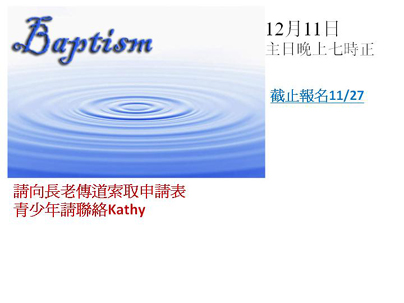 Baptism
12月11日
主日晚上七時正
截止報名11/27
請向長老傳道索取申請表
青少年請聯絡Kathy